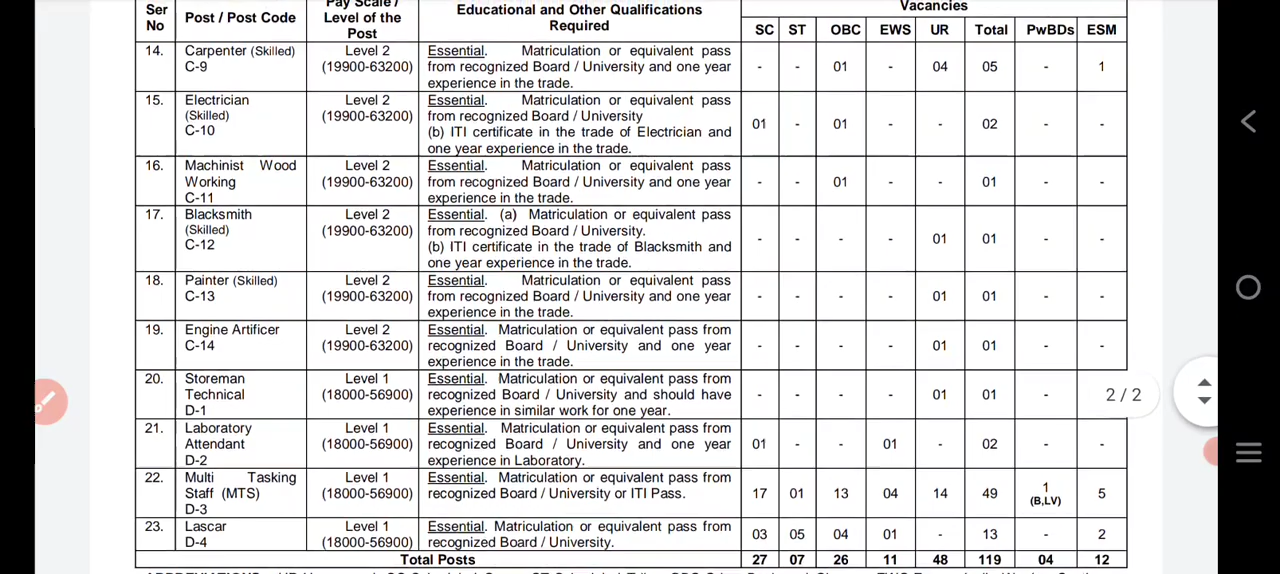 Pay Scale / Vacancies
Ser Post / Post Code Level of the Educational and Other Qualifications
No Post Required SC ST OBC EWS UR Total PwBDs ESM
14. Carpenter (Skilled) Level 2 Essential. Matriculation or equivalent pass
C-9 (19900-63200) from recognized Board / University and one year - - 01 - 04 05 - 1
experience in the trade.
15. Electrician Level 2 Essential. Matriculation or equivalent pass
(Skilled) (19900-63200) from recognized Board / University 01 - 01 - - 02 - -
C-10 (b) ITI certificate in the trade of Electrician and
one year experience in the trade.
16. Machinist Wood Level 2 Essential. Matriculation or equivalent pass
Working (19900-63200) from recognized Board / University and one year - - 01 - - 01 - -
C-11 experience in the trade.
17. Blacksmith Level 2 Essential. (a) Matriculation or equivalent pass
(Skilled) (19900-63200) from recognized Board / University. - - - - 01 01 - -
C-12 (b) ITI certificate in the trade of Blacksmith and
one year experience in the trade.
18. Painter (Skilled) Level 2 Essential. Matriculation or equivalent pass
C-13 (19900-63200) from recognized Board / University and one year - - - - 01 01 - -
experience in the trade.
19. Engine Artificer Level 2 Essential. Matriculation or equivalent pass from
C-14 (19900-63200) recognized Board / University and one year - - - - 01 01 - -
experience in the trade.
20. Storeman Level 1 Essential. Matriculation or equivalent pass from
Technical (18000-56900) recognized Board / University and should have - - - - 01 01 - 2 / 2
D-1 experience in similar work for one year.
21. Laboratory Level 1 Essential. Matriculation or equivalent pass from
Attendant (18000-56900) recognized Board / University and one year 01 - - 01 - 02 - -
D-2 experience in Laboratory.
22. Multi Tasking Level 1 Essential. Matriculation or equivalent pass from
Staff (MTS) (18000-56900) recognized Board / University or ITI Pass. 17 01 13 04 14 49 1 5
D-3 (B,LV)
23. Lascar Level 1 Essential. Matriculation or equivalent pass from
D-4 (18000-56900) recognized Board / University. 03 05 04 01 - 13 - 2
Total Posts 27 07 26 11 48 119 04 12